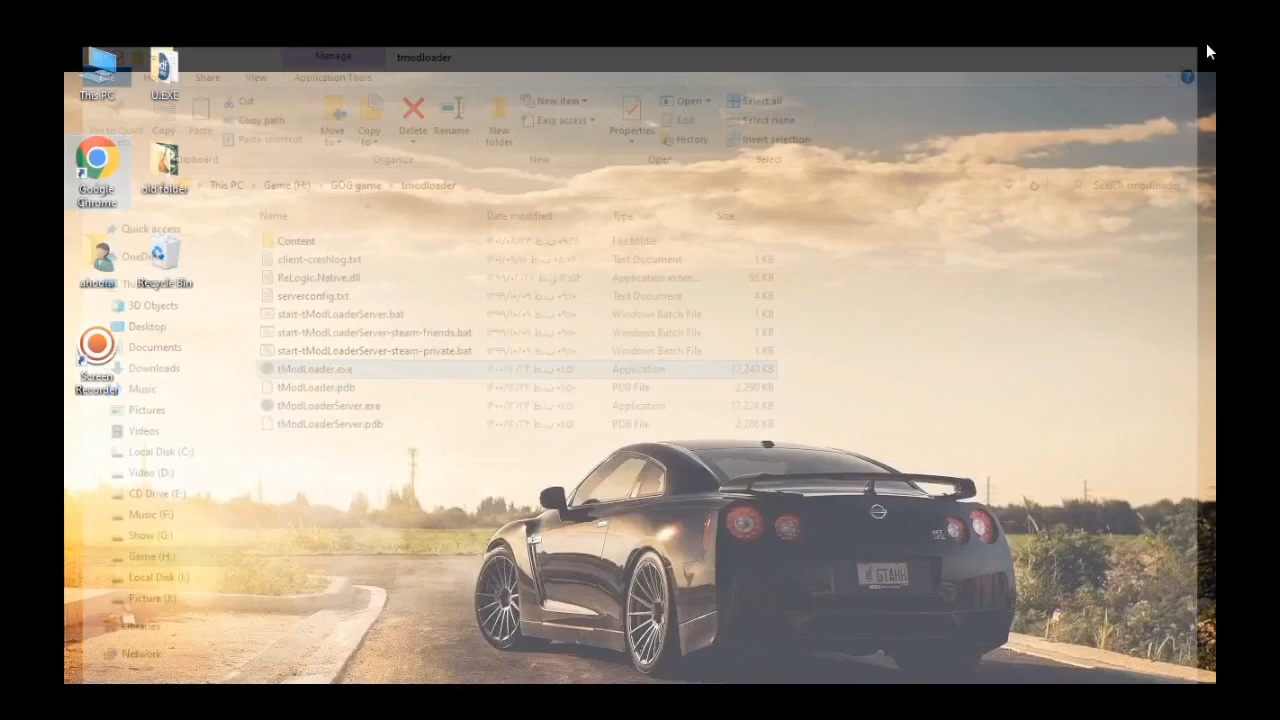 Manage
tmodloader
This PC
U.EXE
Share
View
Application Tools
Cut
Copy path
Paste shortcut
Copy
Paste
Move to
Copy to
Delete
Rename
New folder
New item
Easy access
Properties
Open
Edit
History
Select all
Select none
Insert selection
Organize
New
Open
Select
Google Chrome
old folder
This PC
Game (H:)
GOG game
tmodloader
Search tmodloader
Name
Date modified
Type
Size
Quick access
ahoora
Recycle Bin
3D Objects
Desktop
Documents
Downloads
Music
Pictures
Videos
Local Disk (C:)
Video (D:)
CD Drive (E:)
Music (F:)
Show (G:)
Game (H:)
Local Disk (I:)
Picture (J:)
Libraries
Network
Screen Recorder
Content
File folder
client-crashlog.txt
Text Document
1 KB
ReLogic.Native.dll
Application exten...
96 KB
serverconfig.txt
Text Document
4 KB
start-tModLoaderServer.bat
Windows Batch File
1 KB
start-tModLoaderServer-steam-friends.bat
Windows Batch File
1 KB
start-tModLoaderServer-steam-private.bat
Windows Batch File
1 KB
tModLoader.exe
Application
17,240 KB
tModLoader.pdb
PDB File
2,290 KB
tModLoaderServer.exe
Application
17,224 KB
tModLoaderServer.pdb
PDB File
2,286 KB
GTAHH